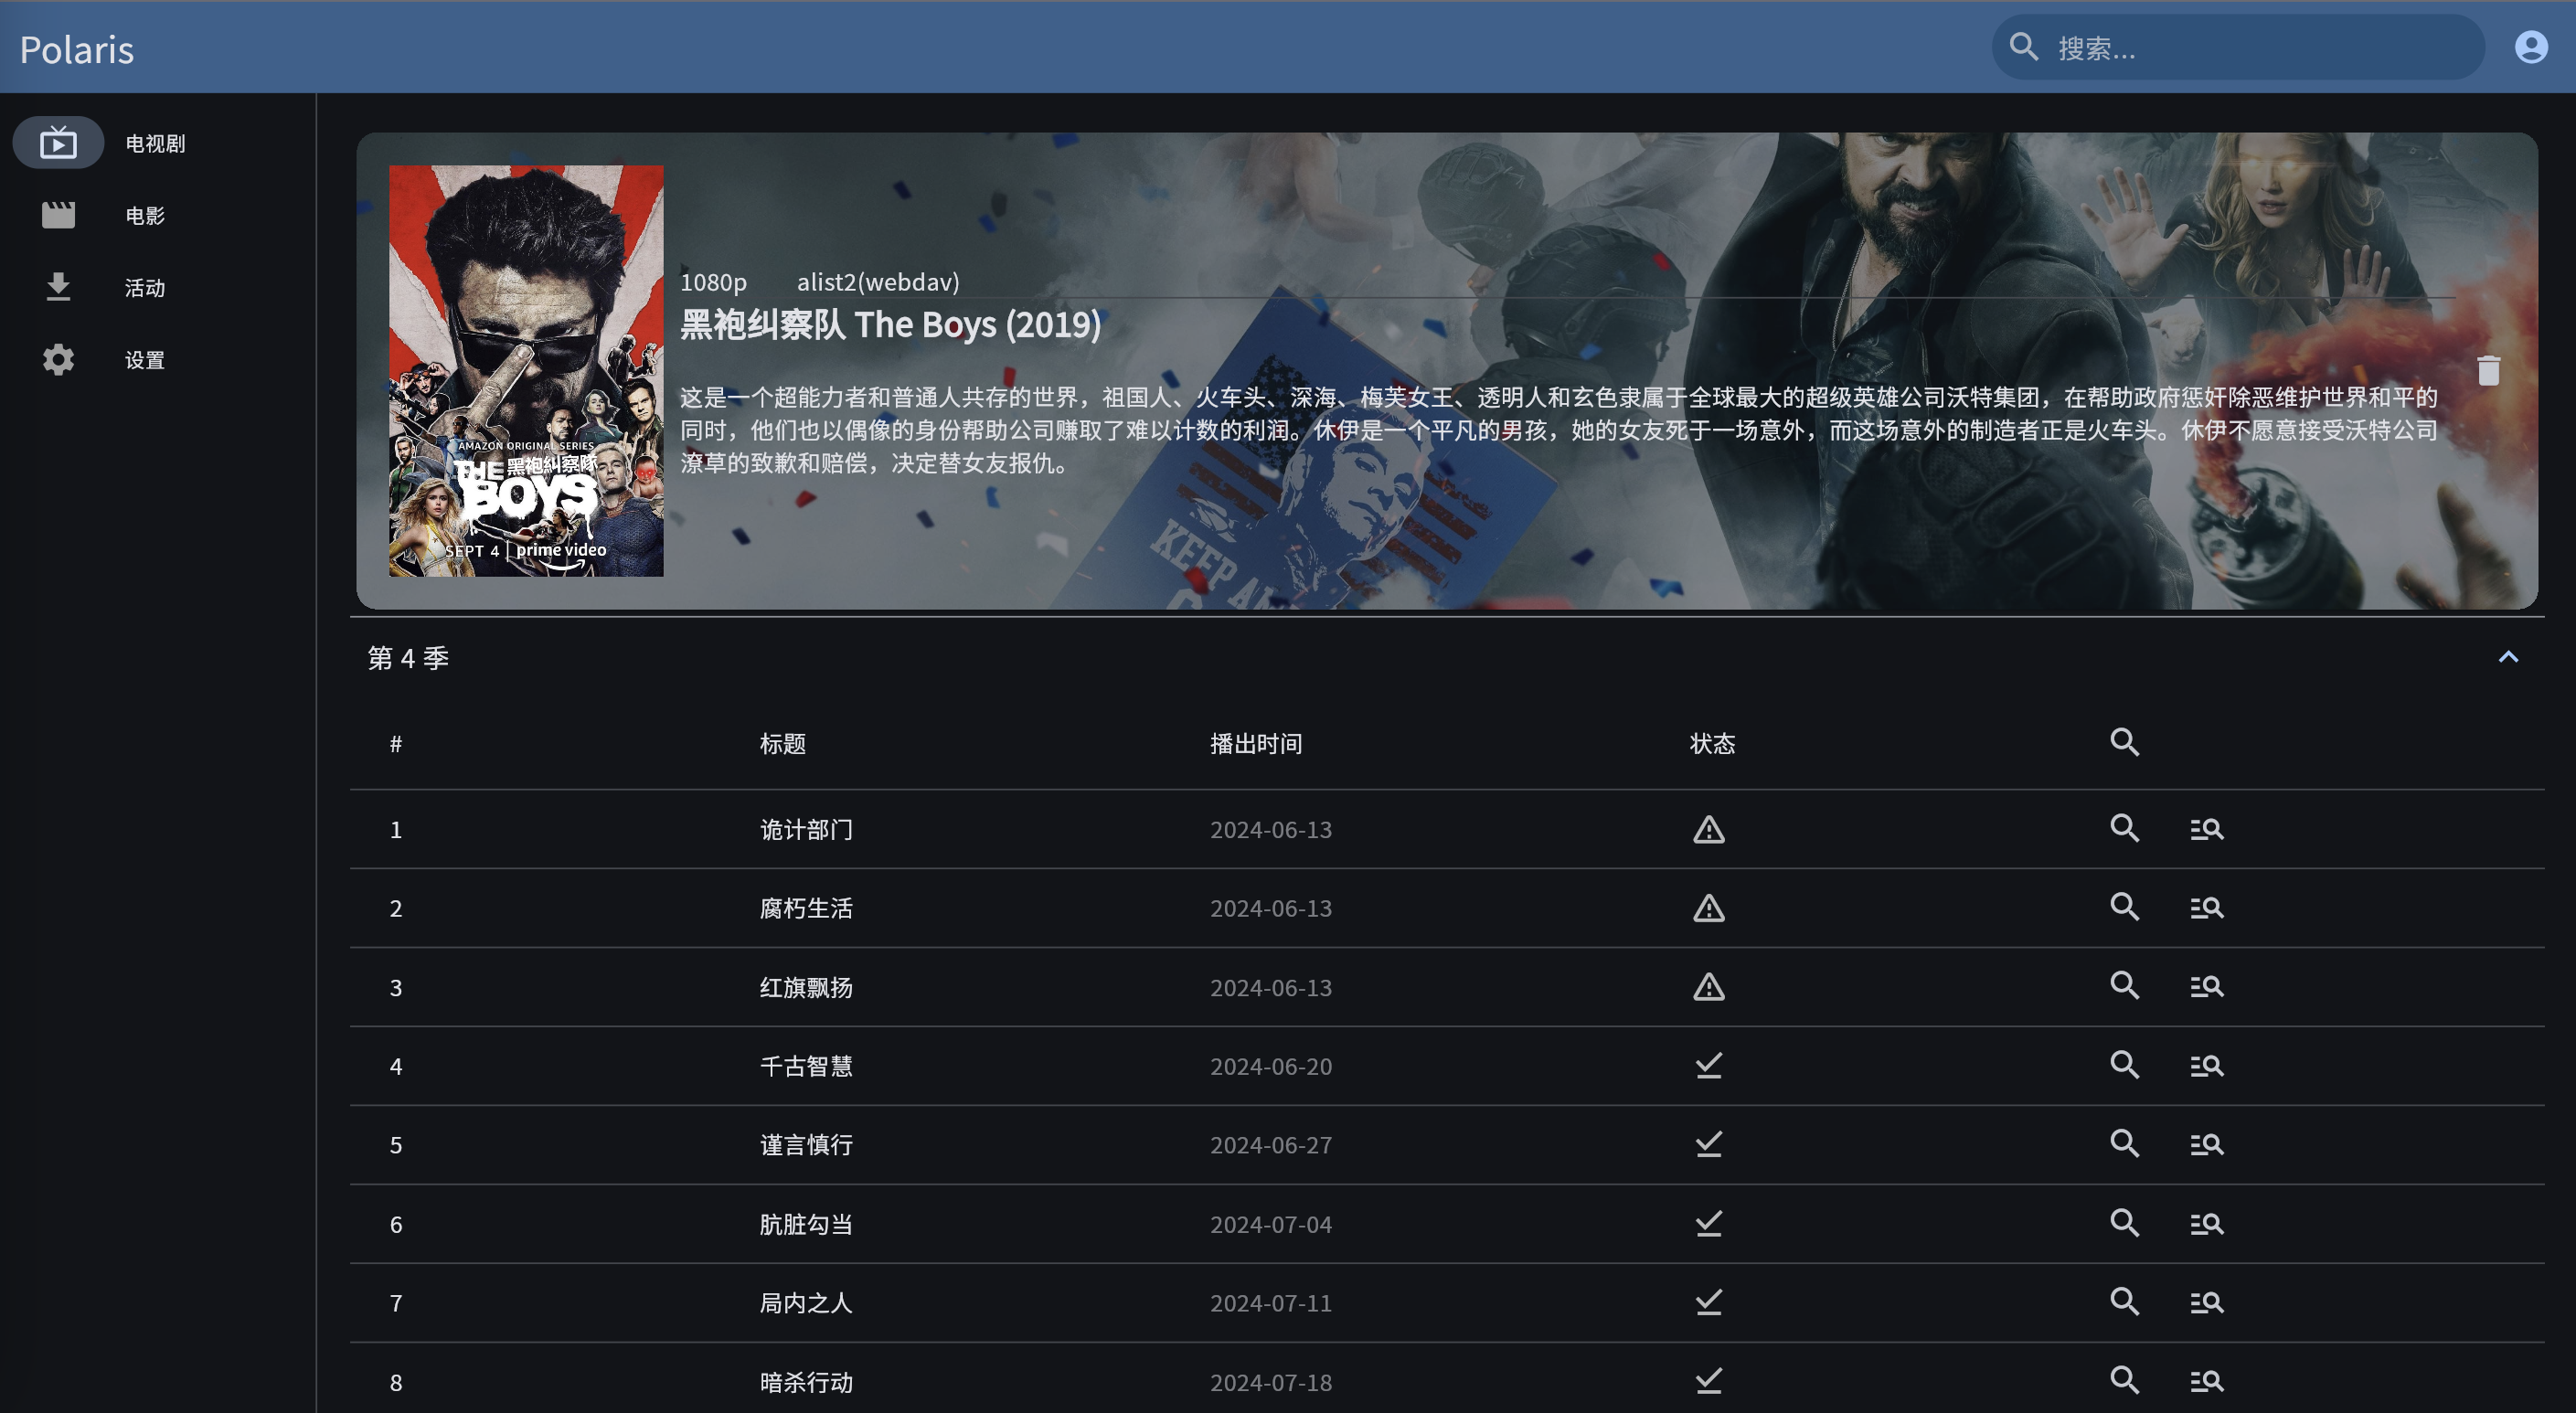 Polaris
搜索...
电视剧
电影
活动
设置
1080p alist2(webdav)
黑袍纠察队 The Boys (2019)
这是一个超能力者和普通人共存的世界，祖国人、火车头、深海、梅芙女王、透明人和玄色隶属于全球最大的超级英雄公司沃特集团，在帮助政府惩奸除恶维护世界和平的
同时，他们也以偶像的身份帮助公司赚取了难以计数的利润。休伊是一个平凡的男孩，她的女友死于一场意外，而这场意外的制造者正是火车头。休伊不愿意接受沃特公司
潦草的致歉和赔偿，决定替女友报仇。
AMAZON ORIGINAL SERIES
THE 黑袍纠察队
BOYS
SEPT 4 | prime video
KEEP
第 4 季
# 标题 播出时间 状态
1 诡计部门 2024-06-13
2 腐朽生活 2024-06-13
3 红旗飘扬 2024-06-13
4 千古智慧 2024-06-20
5 谨言慎行 2024-06-27
6 肮脏勾当 2024-07-04
7 局内之人 2024-07-11
8 暗杀行动 2024-07-18